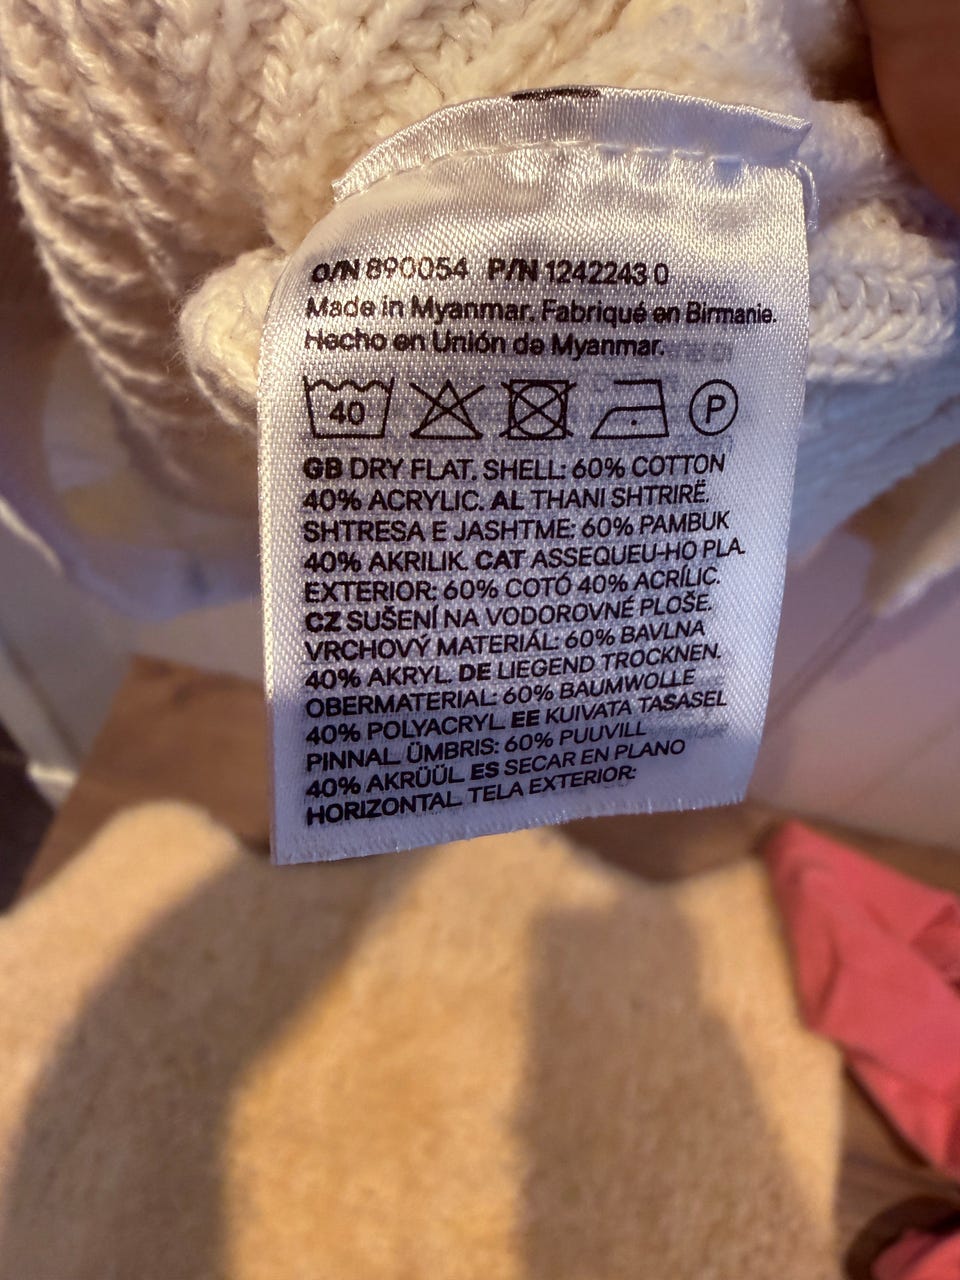 O/N 890054 P/N 1242243 0
Made in Myanmar. Fabriqué en Birmanie.
Hecho en Unión de Myanmar.
40 P
GB DRY FLAT. SHELL: 60% COTTON
40% ACRYLIC. AL THANI SHTRIRË.
SHTRESA E JASHTME: 60% PAMBUK
40% AKRILIK. CAT ASSEQUEU-HO PLA.
EXTERIOR: 60% COTÓ 40% ACRÍLIC.
CZ SUŠENÍ NA VODOROVNÉ PLOŠE.
VRCHOVÝ MATERIÁL: 60% BAVLNA
40% AKRYL. DE LIEGEND TROCKNEN.
OBERMATERIAL: 60% BAUMWOLLE
40% POLYACRYL. EE KUIVATA TASASEL
PINNAL. ÜMBRIS: 60% PUUVILL
40% AKRÜÜL. ES SECAR EN PLANO
HORIZONTAL. TELA EXTERIOR: